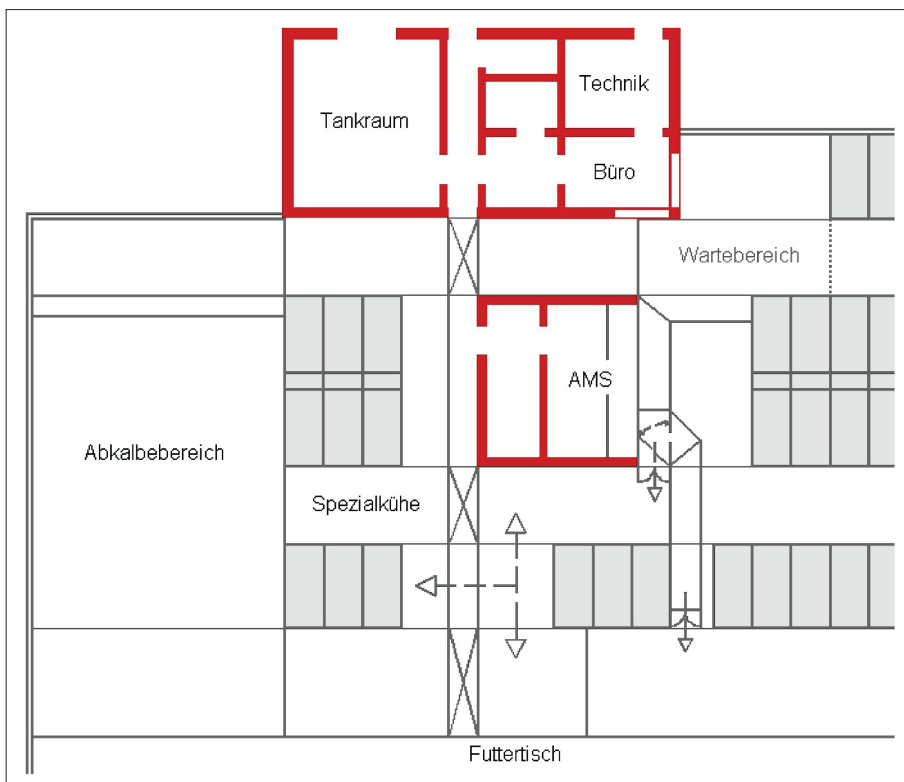 Technik
Tankraum
Büro
Wartebereich
AMS
Abkalbebereich
Spezialkühe
Futtertisch